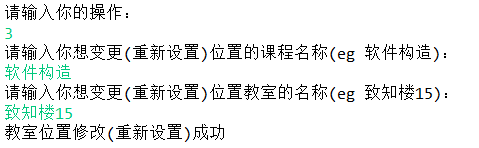 请输入你的操作:
3
请输入你想变更(重新设置)位置的课程名称(eg 软件构造):
软件构造
请输入你想变更(重新设置)位置教室的名称(eg 致知楼15):
致知楼15
教室位置修改(重新设置)成功